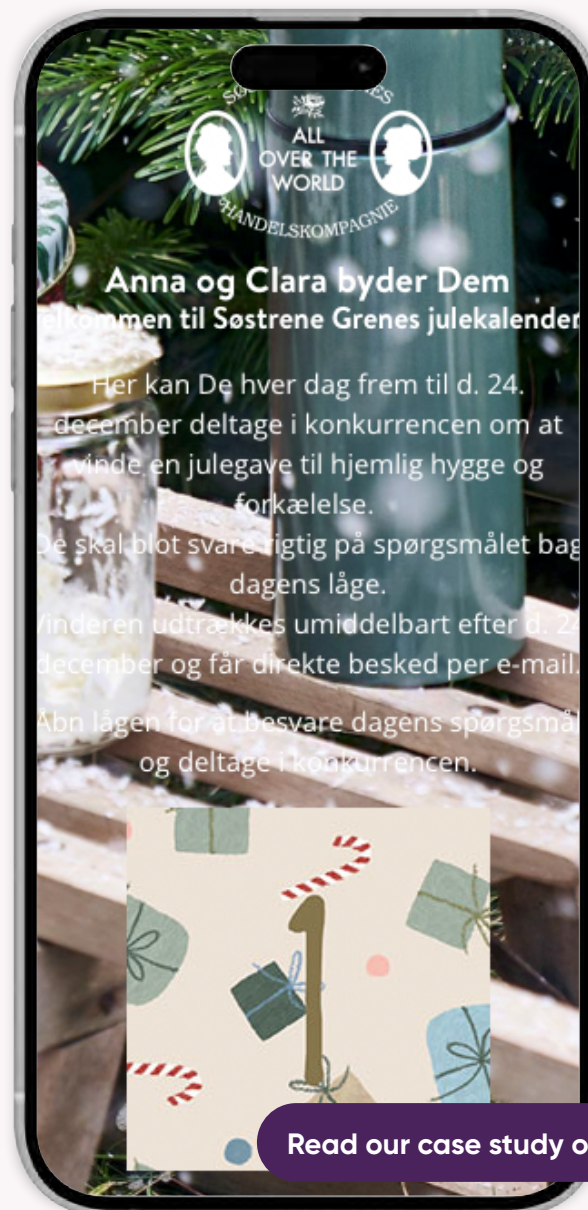 ALL
OVER THE
WORLD
HANDELSKOMPAGNIE
Anna og Clara byder Dem
elkommen til Søstrene Grenes julekalender
Her kan De hver dag frem til d. 24.
december deltage i konkurrencen om at
vinde en julegave til hjemlig hygge og
forkælelse.
De skal blot svare rigtig på spørgsmålet bag
dagens låge.
Vinderen udtrækkes umiddelbart efter d. 2
december og får direkte besked per e-mail.
Åbn lågen for at besvare dagens spørgsmål
og deltage i konkurrencen.
1
Read our case study o